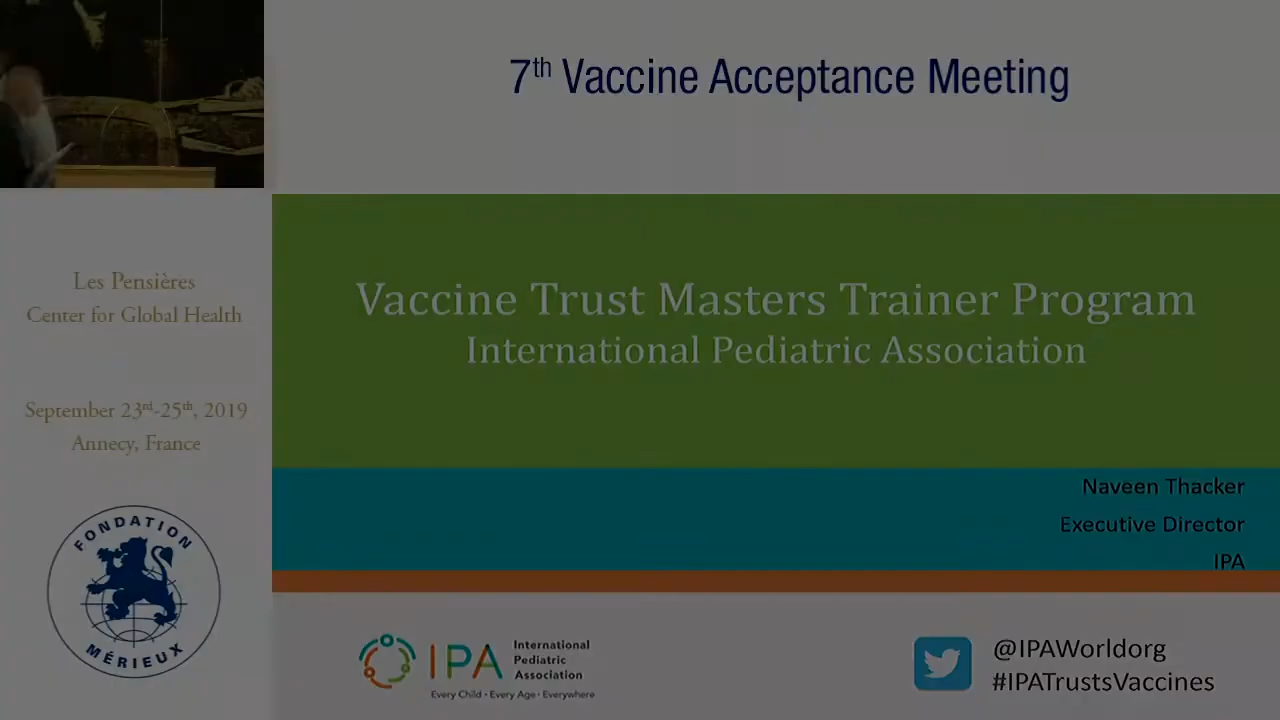 7th Vaccine Acceptance Meeting
Les Pensières
Center for Global Health
September 23rd-25th, 2019
Annecy, France
FONDATION
MÉRIEUX
Vaccine Trust Masters Trainer Program
International Pediatric Association
Naveen Thacker
Executive Director
IPA
IPA
International
Pediatric
Association
Every Child • Every Age • Everywhere
@IPAWorldorg
#IPATrustsVaccines